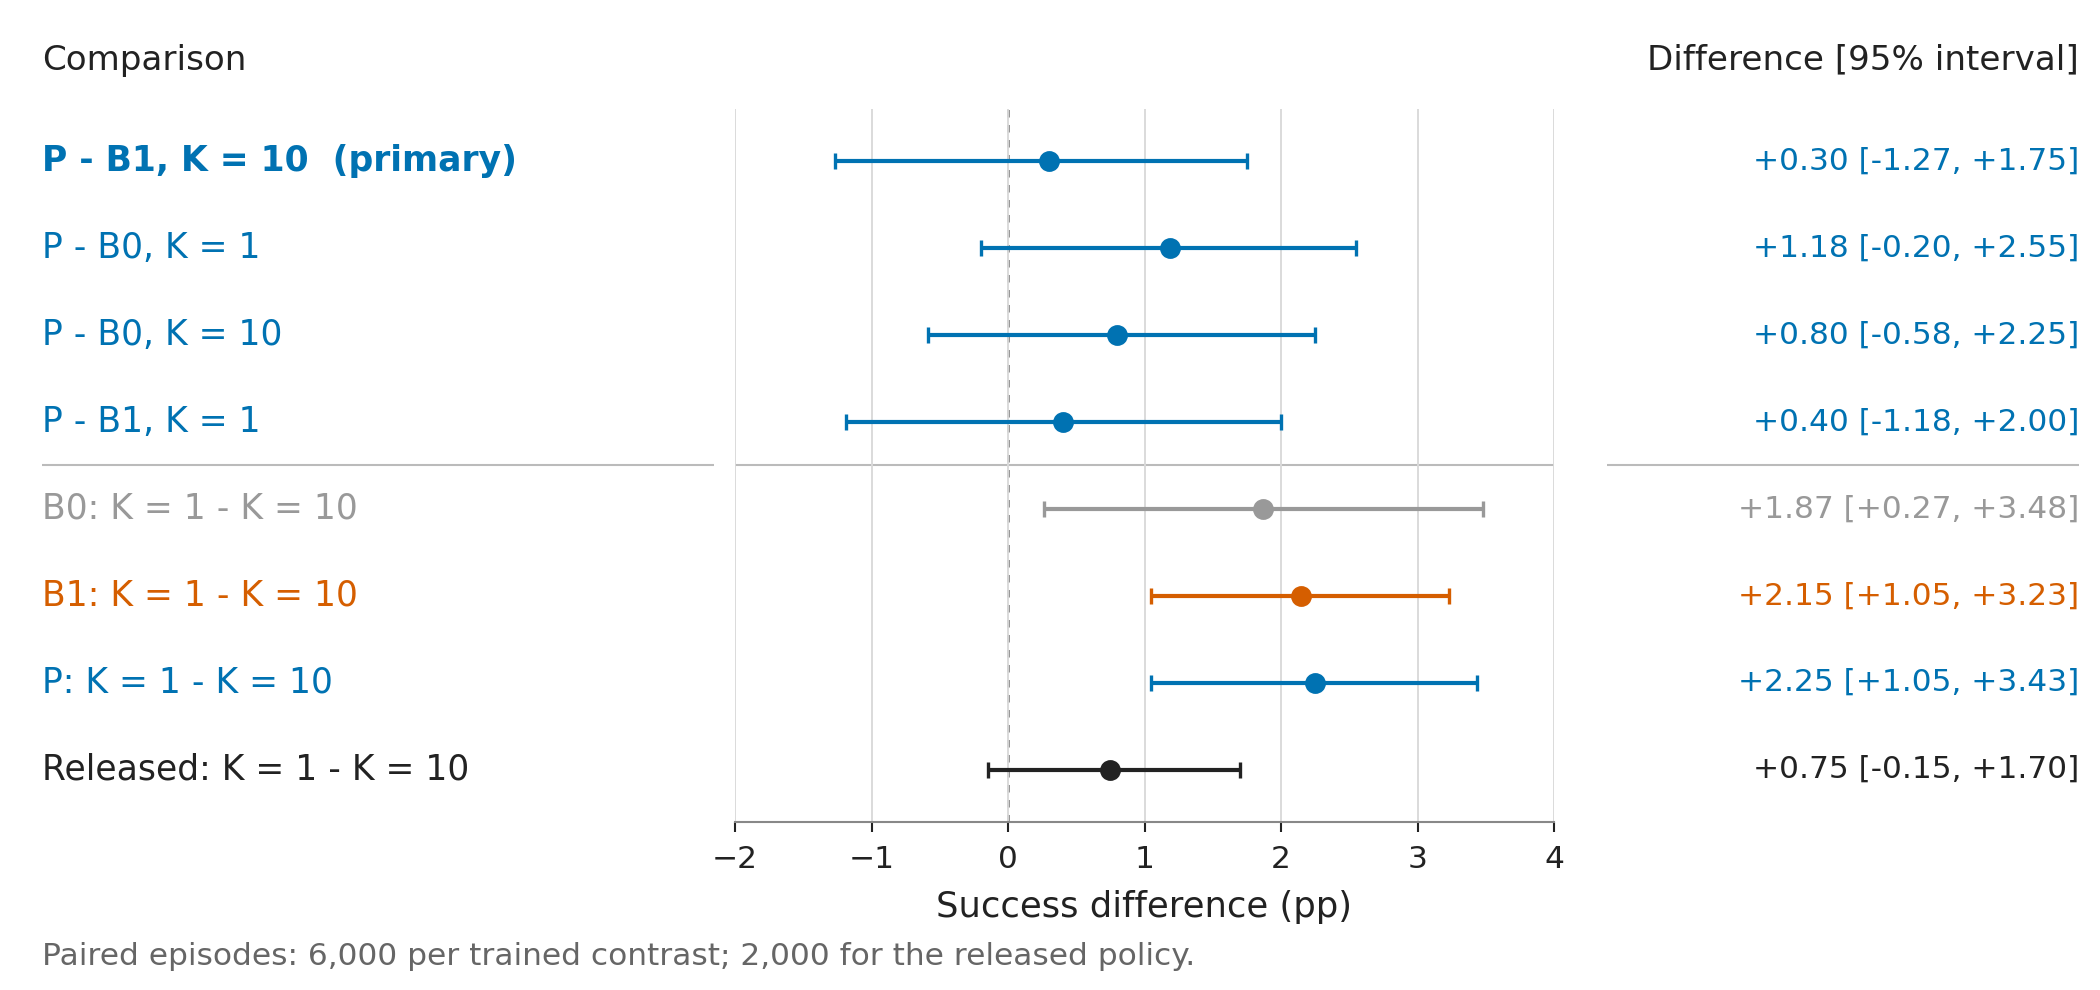 Comparison Difference [95% interval]
P - B1, K = 10 (primary) +0.30 [-1.27, +1.75]
P - B0, K = 1 +1.18 [-0.20, +2.55]
P - B0, K = 10 +0.80 [-0.58, +2.25]
P - B1, K = 1 +0.40 [-1.18, +2.00]
B0: K = 1 - K = 10 +1.87 [+0.27, +3.48]
B1: K = 1 - K = 10 +2.15 [+1.05, +3.23]
P: K = 1 - K = 10 +2.25 [+1.05, +3.43]
Released: K = 1 - K = 10 +0.75 [-0.15, +1.70]
−2 −1 0 1 2 3 4
Success difference (pp)
Paired episodes: 6,000 per trained contrast; 2,000 for the released policy.